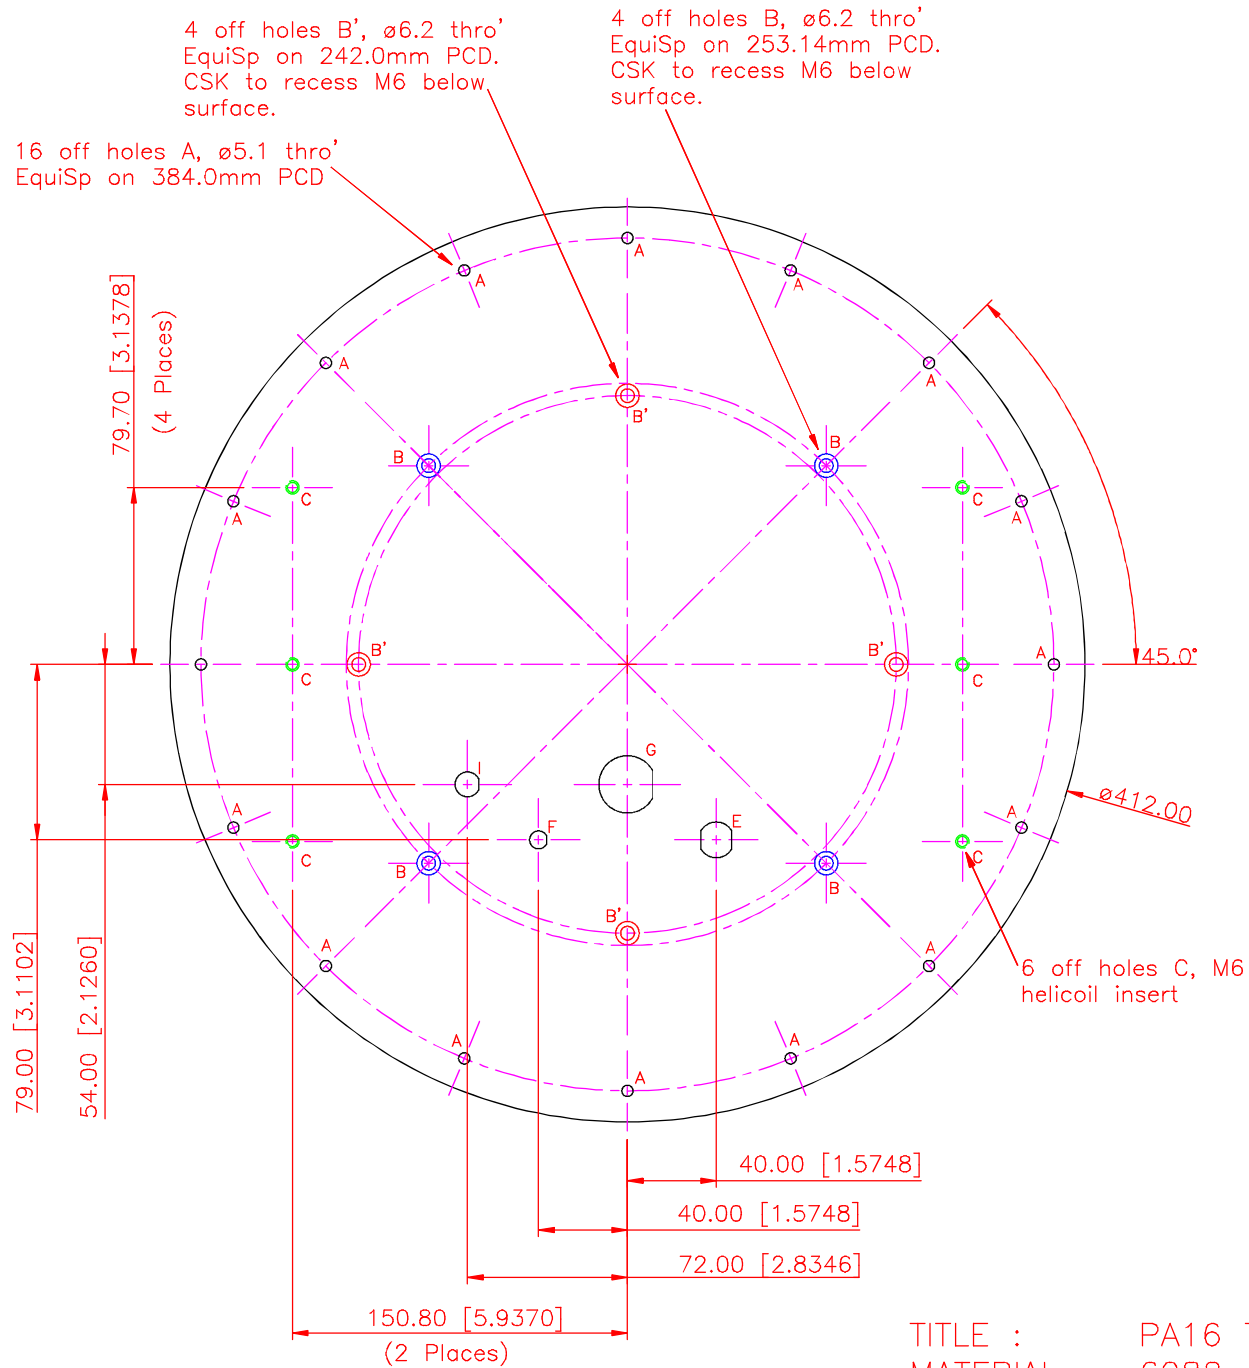 4 off holes B', ø6.2 thro'
EquiSp on 242.0mm PCD.
CSK to recess M6 below
surface.
4 off holes B, ø6.2 thro'
EquiSp on 253.14mm PCD.
CSK to recess M6 below
surface.
16 off holes A, ø5.1 thro'
EquiSp on 384.0mm PCD
79.70 [3.1378]
(4 Places)
A
A
A
A
A
B'
B
B
C
C
A
A
B'
B'
A
45.0°
C
C
G
I
F
E
ø412.00
A
A
C
C
B
B
B'
A
A
6 off holes C, M6
helicoil insert
79.00 [3.1102]
54.00 [2.1260]
A
A
A
40.00 [1.5748]
40.00 [1.5748]
72.00 [2.8346]
150.80 [5.9370]
(2 Places)
TITLE : PA16
MATERIAL